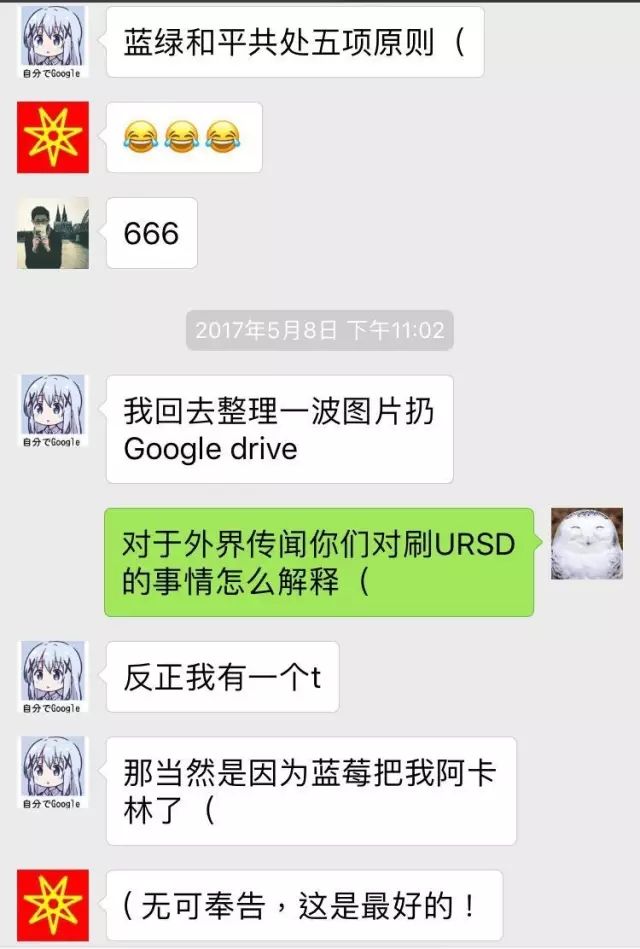 蓝绿和平共处五项原则（
自分でGoogle
😂😂😂
666
2017年5月8日 下午11:02
我回去整理一波图片扔
Google drive
自分でGoogle
对于外界传闻你们对刷URSD
的事情怎么解释（
反正我有一个t
自分でGoogle
那当然是因为蓝莓把我阿卡
林了（
自分でGoogle
（无可奉告，这是最好的！